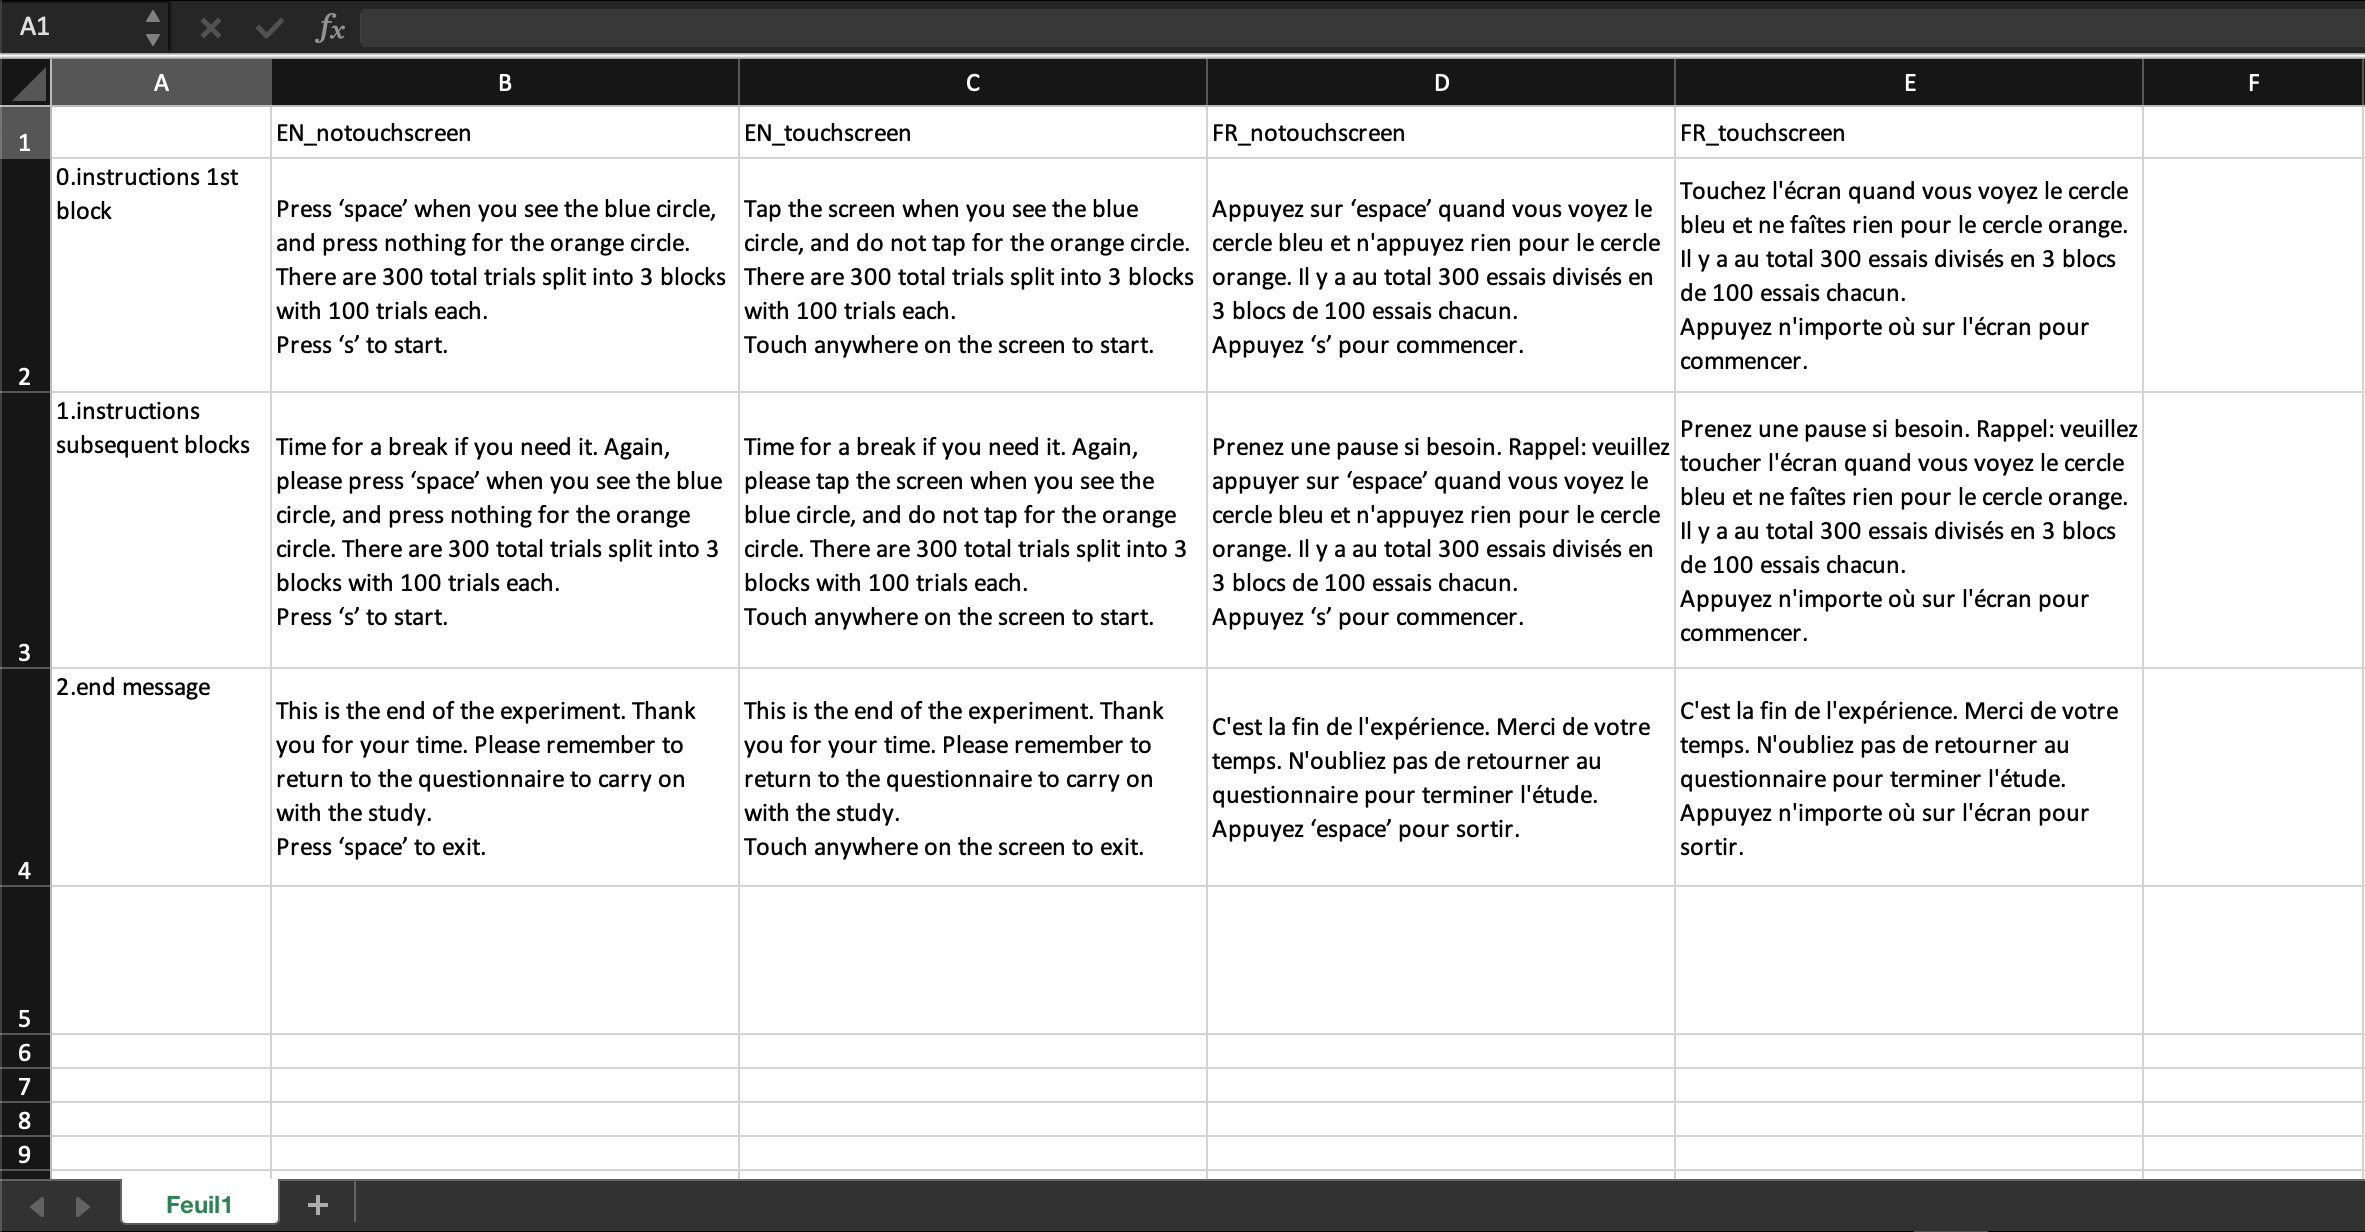 A1
fx
A B C D E F
1 EN_notouchscreen EN_touchscreen FR_notouchscreen FR_touchscreen
0.instructions 1st
block
Press ‘space’ when you see the blue circle,
and press nothing for the orange circle.
There are 300 total trials split into 3 blocks
with 100 trials each.
Press ‘s’ to start.
Tap the screen when you see the blue
circle, and do not tap for the orange circle.
There are 300 total trials split into 3 blocks
with 100 trials each.
Touch anywhere on the screen to start.
Appuyez sur ‘espace’ quand vous voyez le
cercle bleu et n'appuyez rien pour le cercle
orange. Il y a au total 300 essais divisés en
3 blocs de 100 essais chacun.
Appuyez ‘s’ pour commencer.
Touchez l'écran quand vous voyez le cercle
bleu et ne faîtes rien pour le cercle orange.
Il y a au total 300 essais divisés en 3 blocs
de 100 essais chacun.
Appuyez n'importe où sur l'écran pour
commencer.
2
1.instructions
subsequent blocks
Time for a break if you need it. Again,
please press ‘space’ when you see the blue
circle, and press nothing for the orange
circle. There are 300 total trials split into 3
blocks with 100 trials each.
Press ‘s’ to start.
Time for a break if you need it. Again,
please tap the screen when you see the
blue circle, and do not tap for the orange
circle. There are 300 total trials split into 3
blocks with 100 trials each.
Touch anywhere on the screen to start.
Prenez une pause si besoin. Rappel: veuillez
appuyer sur ‘espace’ quand vous voyez le
cercle bleu et n'appuyez rien pour le cercle
orange. Il y a au total 300 essais divisés en
3 blocs de 100 essais chacun.
Appuyez ‘s’ pour commencer.
Prenez une pause si besoin. Rappel: veuillez
toucher l'écran quand vous voyez le cercle
bleu et ne faîtes rien pour le cercle orange.
Il y a au total 300 essais divisés en 3 blocs
de 100 essais chacun.
Appuyez n'importe où sur l'écran pour
commencer.
3
2.end message
This is the end of the experiment. Thank
you for your time. Please remember to
return to the questionnaire to carry on
with the study.
Press ‘space’ to exit.
This is the end of the experiment. Thank
you for your time. Please remember to
return to the questionnaire to carry on
with the study.
Touch anywhere on the screen to exit.
C'est la fin de l'expérience. Merci de votre
temps. N'oubliez pas de retourner au
questionnaire pour terminer l'étude.
Appuyez ‘espace’ pour sortir.
C'est la fin de l'expérience. Merci de votre
temps. N'oubliez pas de retourner au
questionnaire pour terminer l'étude.
Appuyez n'importe où sur l'écran pour
sortir.
4
5
6
7
8
9
Feuil1 +